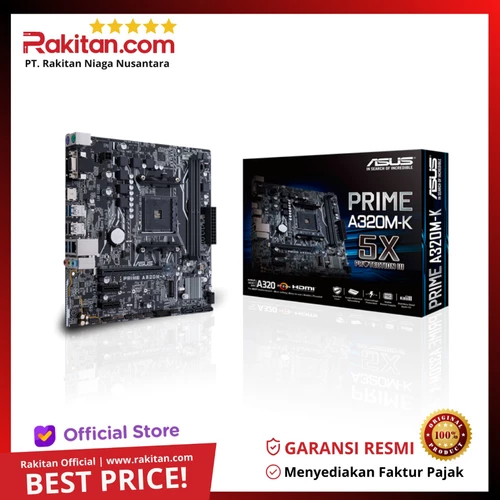 Rakitan.com
PT. Rakitan Niaga Nusantara
ASUS
IN SEARCH OF INCREDIBLE
PRIME
A320M-K
5X
PROTECTION III
A320
HDMI
PRIME A320M-K
PRIME A320M-K
PRIME A320M-K
Official Store
Rakitan Official | www.rakitan.com
BEST PRICE!
ORIGINAL
100%
PRODUCT
GARANSI RESMI
Menyediakan Faktur Pajak